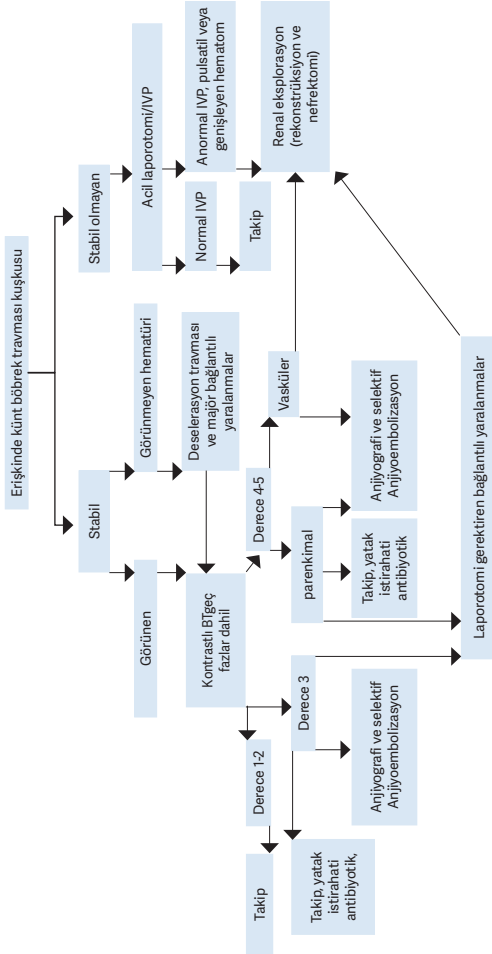 Erişkinde künt böbrek travması kuşkusu
Stabil
Stabil olmayan
Görünen
Görünmeyen hematüri
Acil laporotomi/IVP
Kontrastlı BTgeç
fazlar dahil
Deselerasyon travması
ve majör bağlantılı
yaralanmalar
Normal IVP
Anormal IVP, pulsatil veya
genişleyen hematom
Takip
Renal eksplorasyon
(rekonstrüksiyon ve
nefrektomi)
Derece 1-2
Derece 3
Derece 4-5
Vasküler
Takip
parenkimal
Takip, yatak
istirahati
antibiyotik,
Anjiyografi ve selektif
Anjiyoembolizasyon
Takip, yatak
istirahati
antibiyotik
Anjiyografi ve selektif
Anjiyoembolizasyon
Laporotomi gerektiren bağlantılı yaralanmalar